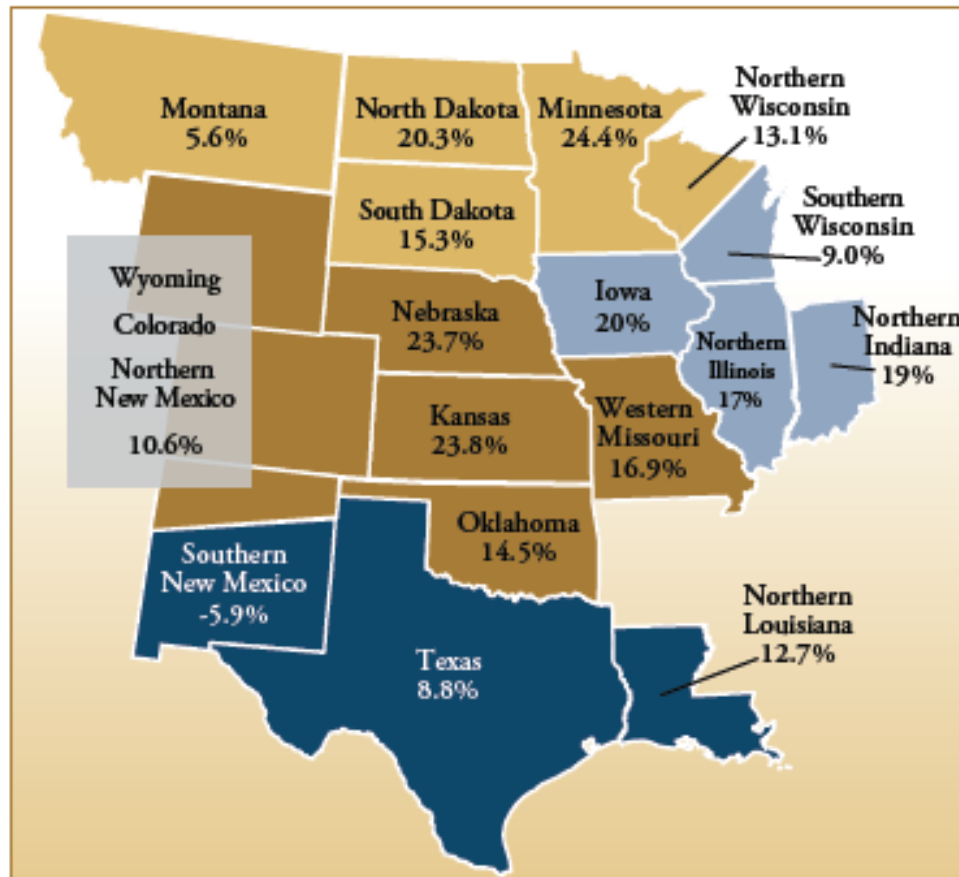 Montana
5.6%
North Dakota
20.3%
Minnesota
24.4%
Northern
Wisconsin
13.1%
South Dakota
15.3%
Southern
Wisconsin
9.0%
Wyoming
Colorado
Northern
New Mexico
10.6%
Nebraska
23.7%
Iowa
20%
Northern
Illinois
17%
Northern
Indiana
19%
Kansas
23.8%
Western
Missouri
16.9%
Oklahoma
14.5%
Southern
New Mexico
-5.9%
Texas
8.8%
Northern
Louisiana
12.7%